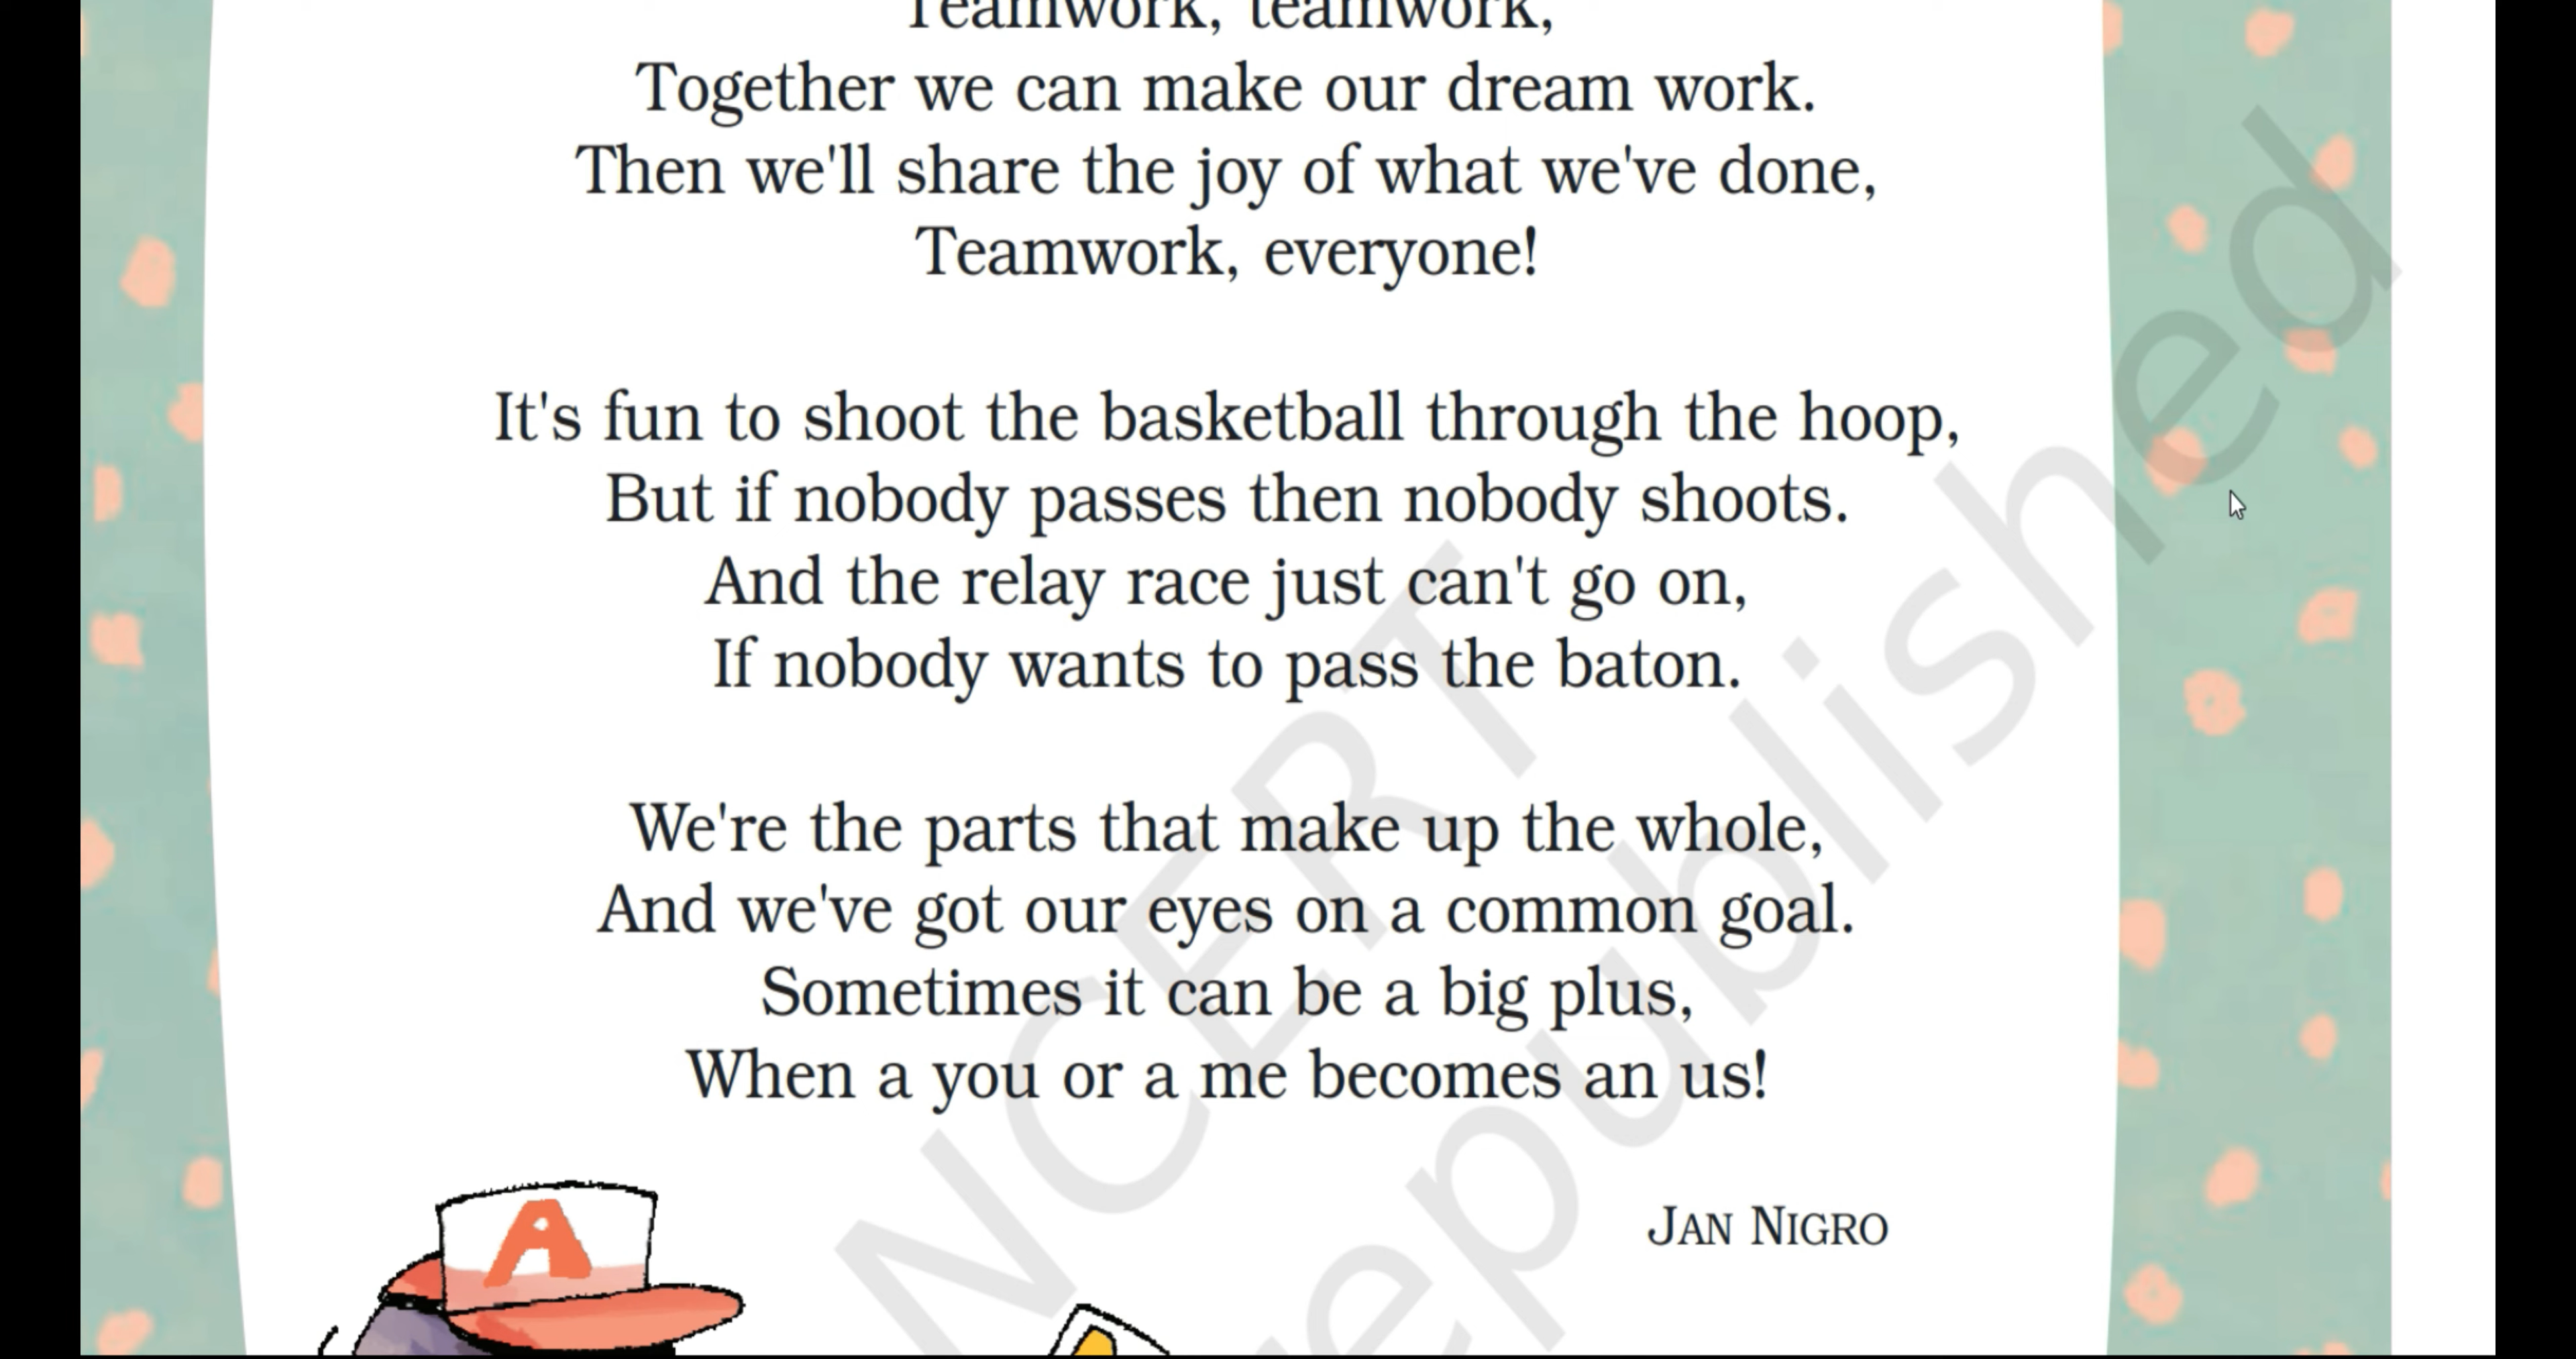 Teamwork, teamwork,
Together we can make our dream work.
Then we'll share the joy of what we've done,
Teamwork, everyone!
It's fun to shoot the basketball through the hoop,
But if nobody passes then nobody shoots.
And the relay race just can't go on,
If nobody wants to pass the baton.
We're the parts that make up the whole,
And we've got our eyes on a common goal.
Sometimes it can be a big plus,
When a you or a me becomes an us!
JAN NIGRO
A
NCERT
republished